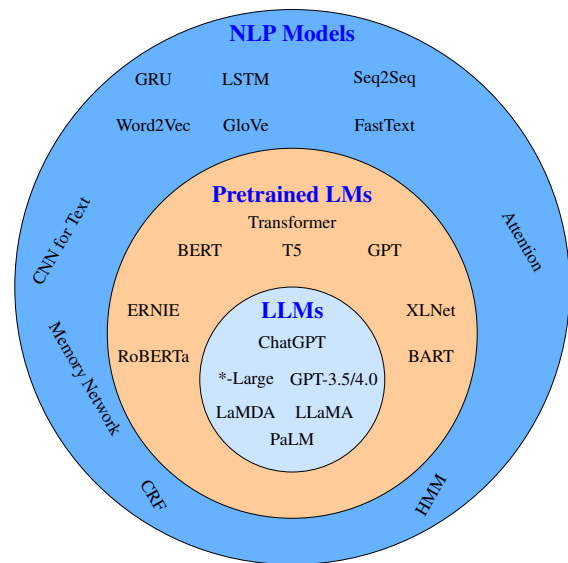 NLP Models
GRU LSTM Seq2Seq
Word2Vec GloVe FastText
CNN for Text
Attention
Memory Network
CRF
HMM
Pretrained LMs
Transformer
BERT T5 GPT
ERNIE XLNet
RoBERTa BART
LLMs
ChatGPT
*-Large GPT-3.5/4.0
LaMDA LLaMA
PaLM